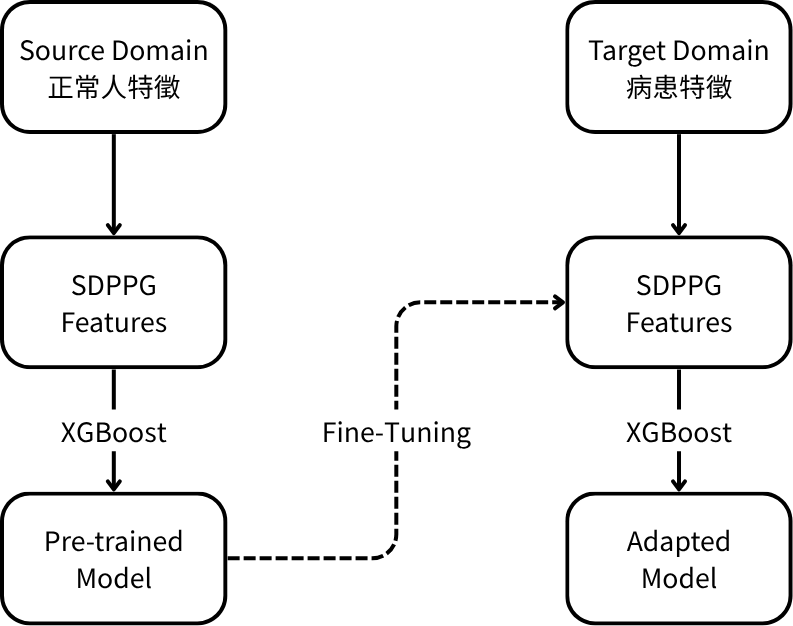 Source Domain
正常人特徵
Target Domain
病患特徵
SDPPG
Features
SDPPG
Features
XGBoost
Fine-Tuning
XGBoost
Pre-trained
Model
Adapted
Model